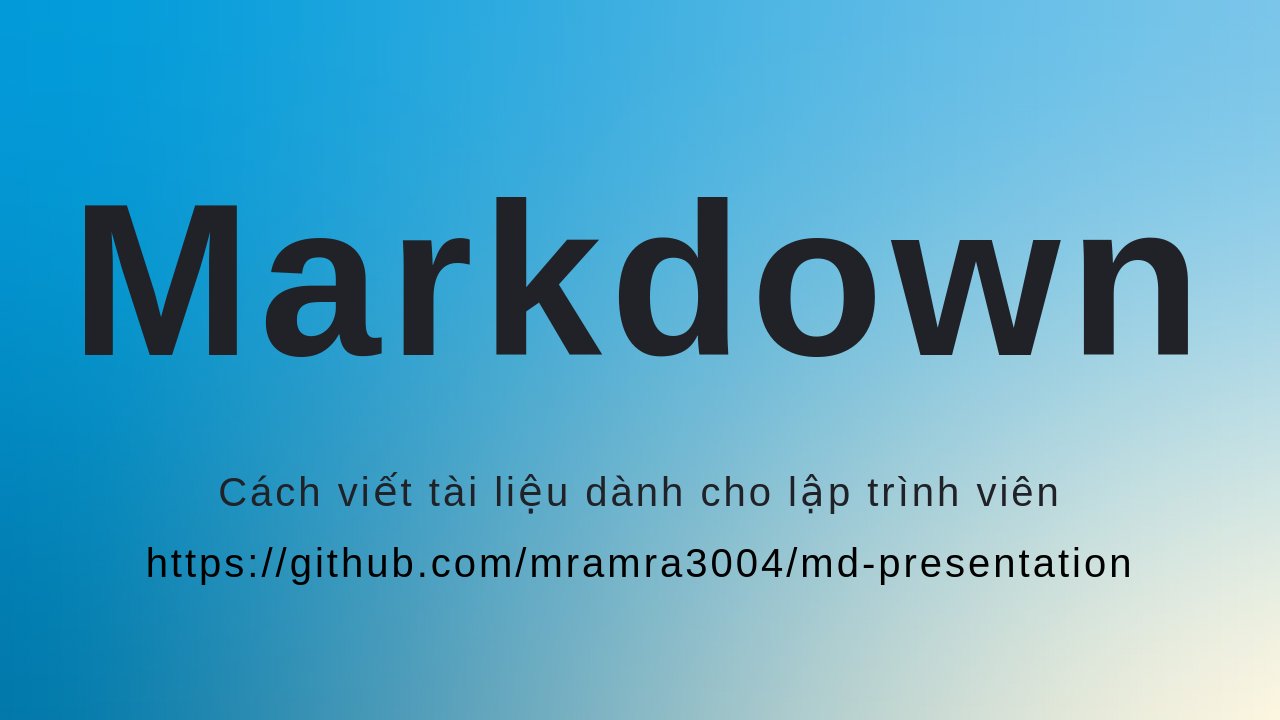 Markdown
Cách viết tài liệu dành cho lập trình viên
https://github.com/mramra3004/md-presentation